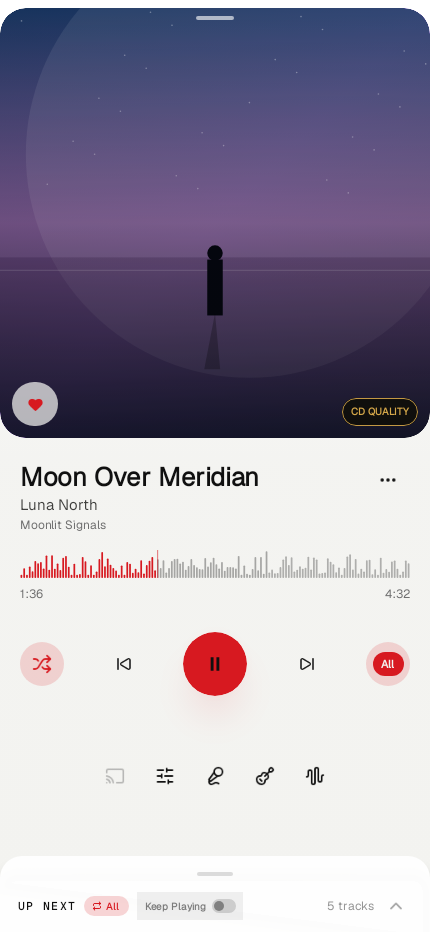 CD QUALITY
Moon Over Meridian
Luna North
Moonlit Signals
1:36 4:32
All
UP NEXT All Keep Playing 5 tracks